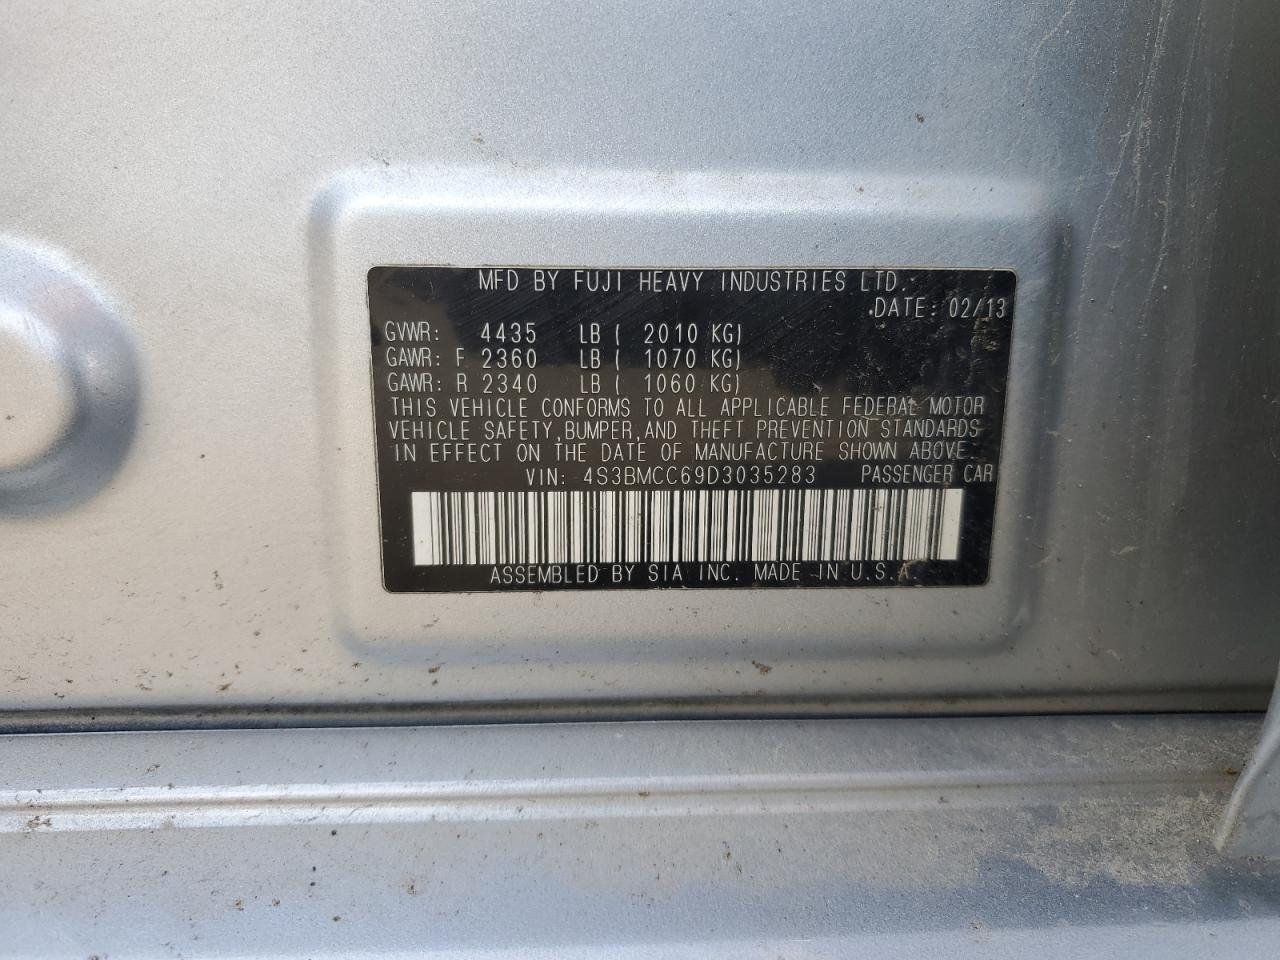 MFD BY FUJI HEAVY INDUSTRIES LTD.
DATE: 02/13
GVWR: 4435 LB ( 2010 KG)
GAWR: F 2360 LB ( 1070 KG)
GAWR: R 2340 LB ( 1060 KG)
THIS VEHICLE CONFORMS TO ALL APPLICABLE FEDERAL MOTOR
VEHICLE SAFETY, BUMPER, AND THEFT PREVENTION STANDARDS
IN EFFECT ON THE DATE OF MANUFACTURE SHOWN ABOVE.
VIN: 4S3BMCC69D3035283 PASSENGER CAR
ASSEMBLED BY SIA INC. MADE IN U.S.A.